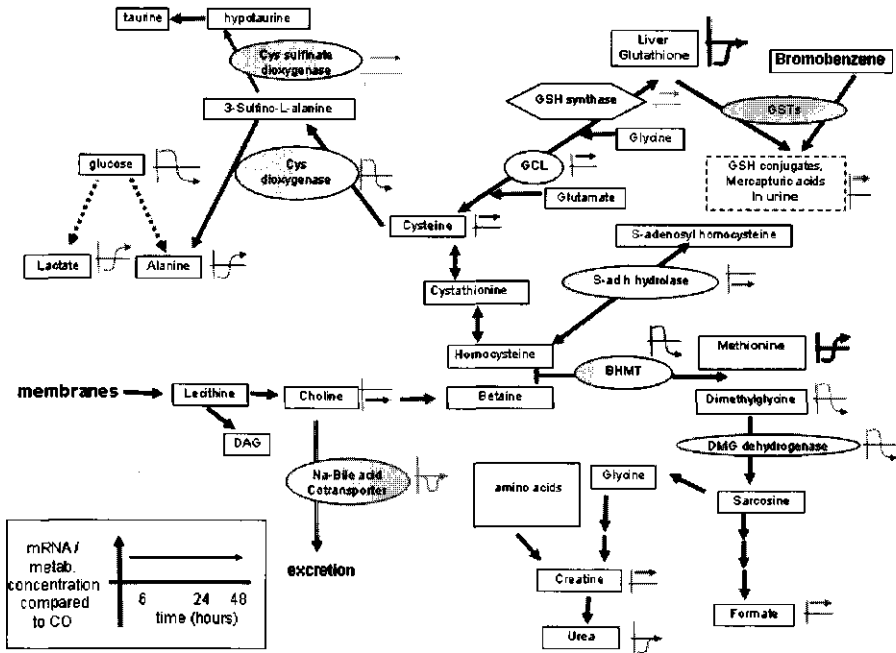 taurine
hypotaurine
Cys sulfinate
dioxygenase
3-Sulfino-L-alanine
Liver
Glutathione
Bromobenzene
GSH synthase
GSTs
Glycine
glucose
Cys
dioxygenase
GCL
Glutamate
GSH conjugates,
Mercapturic acids
In urine
Cysteine
S-adenosyl homocysteine
Lactate
Alanine
Cystathionine
S-ad h hydrolase
Homocysteine
Methionine
BHMT
membranes
Lecithine
Choline
Betaine
Dimethylglycine
DAG
DMG dehydrogenase
Na-Bile acid
Cotransporter
amino acids
Glycine
Sarcosine
mRNA /
metab.
concentration
compared
to CO
6
24
48
time (hours)
excretion
Creatine
Formate
Urea